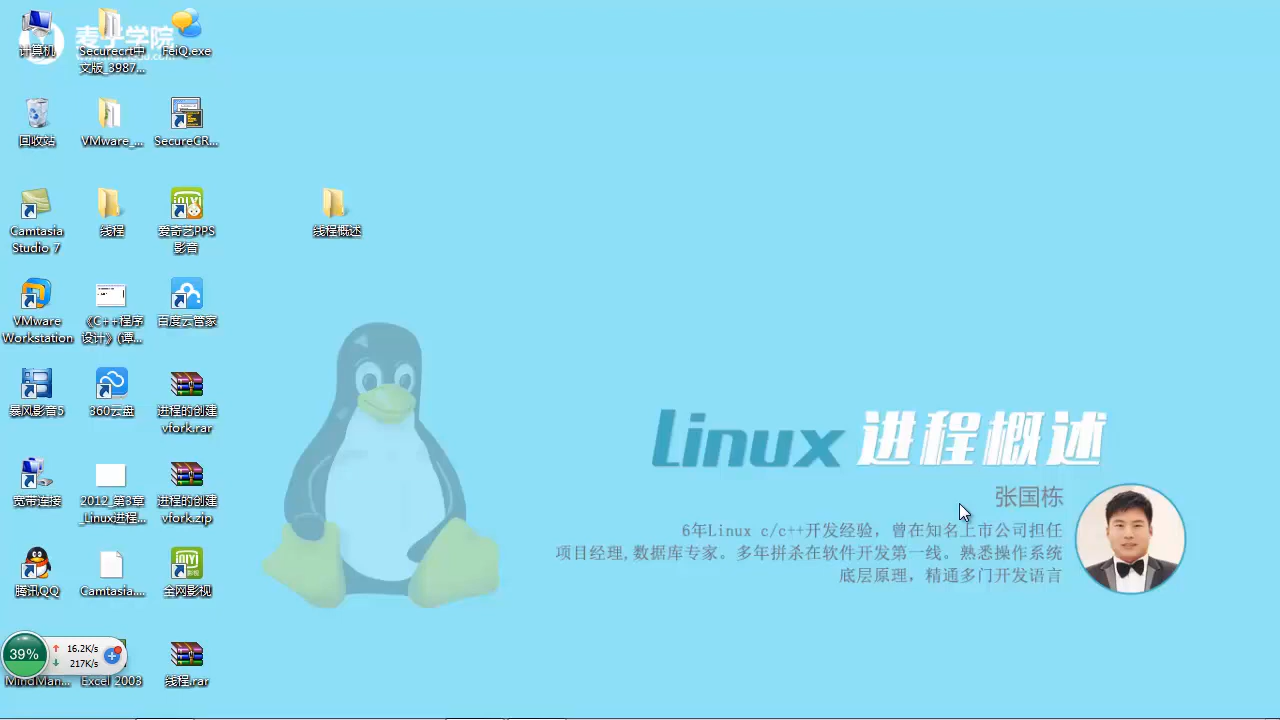 麦子学院
计算机
Securecrt中
文版_3987...
FeiQ.exe
回收站
VMware_...
SecureCR...
Camtasia
Studio 7
线程
爱奇艺PPS
影音
线程概述
VMware
Workstation
《C++程序
设计》(谭...
百度云管家
暴风影音5
360云盘
进程的创建
vfork.rar
宽带连接
2012_第3章
_Linux进程...
进程的创建
vfork.zip
腾讯QQ
Camtasia....
全网影视
39%
16.2K/s
217K/s
MindMan...
Excel 2003
线程.rar
Linux 进程概述
张国栋
6年Linux c/c++开发经验，曾在知名上市公司担任
项目经理,数据库专家。多年拼杀在软件开发第一线。熟悉操作系统
底层原理，精通多门开发语言